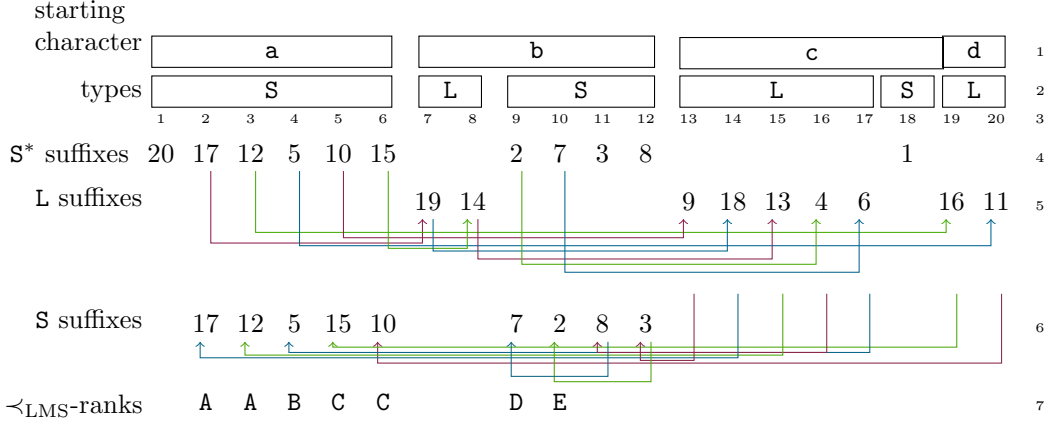 starting
character a b c d 1
types S L S L S L 2
1 2 3 4 5 6 7 8 9 10 11 12 13 14 15 16 17 18 19 20 3
S* suffixes 20 17 12 5 10 15 2 7 3 8 1 4
L suffixes 19 14 9 18 13 4 6 16 11 5
S suffixes 17 12 5 15 10 7 2 8 3 6
≺LMS-ranks A A B C C D E 7